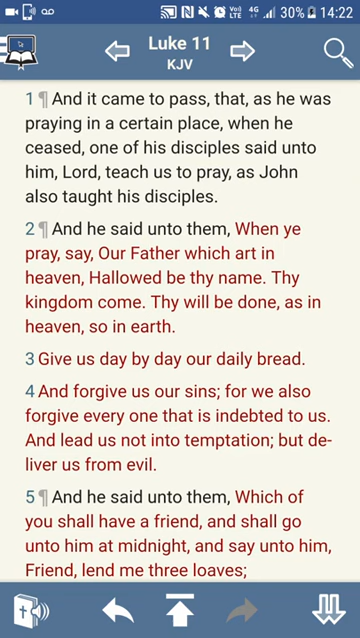 30% 14:22
Luke 11
KJV
1 ¶ And it came to pass, that, as he was
praying in a certain place, when he
ceased, one of his disciples said unto
him, Lord, teach us to pray, as John
also taught his disciples.
2 ¶ And he said unto them, When ye
pray, say, Our Father which art in
heaven, Hallowed be thy name. Thy
kingdom come. Thy will be done, as in
heaven, so in earth.
3 Give us day by day our daily bread.
4 And forgive us our sins; for we also
forgive every one that is indebted to us.
And lead us not into temptation; but de-
liver us from evil.
5 ¶ And he said unto them, Which of
you shall have a friend, and shall go
unto him at midnight, and say unto him,
Friend, lend me three loaves;